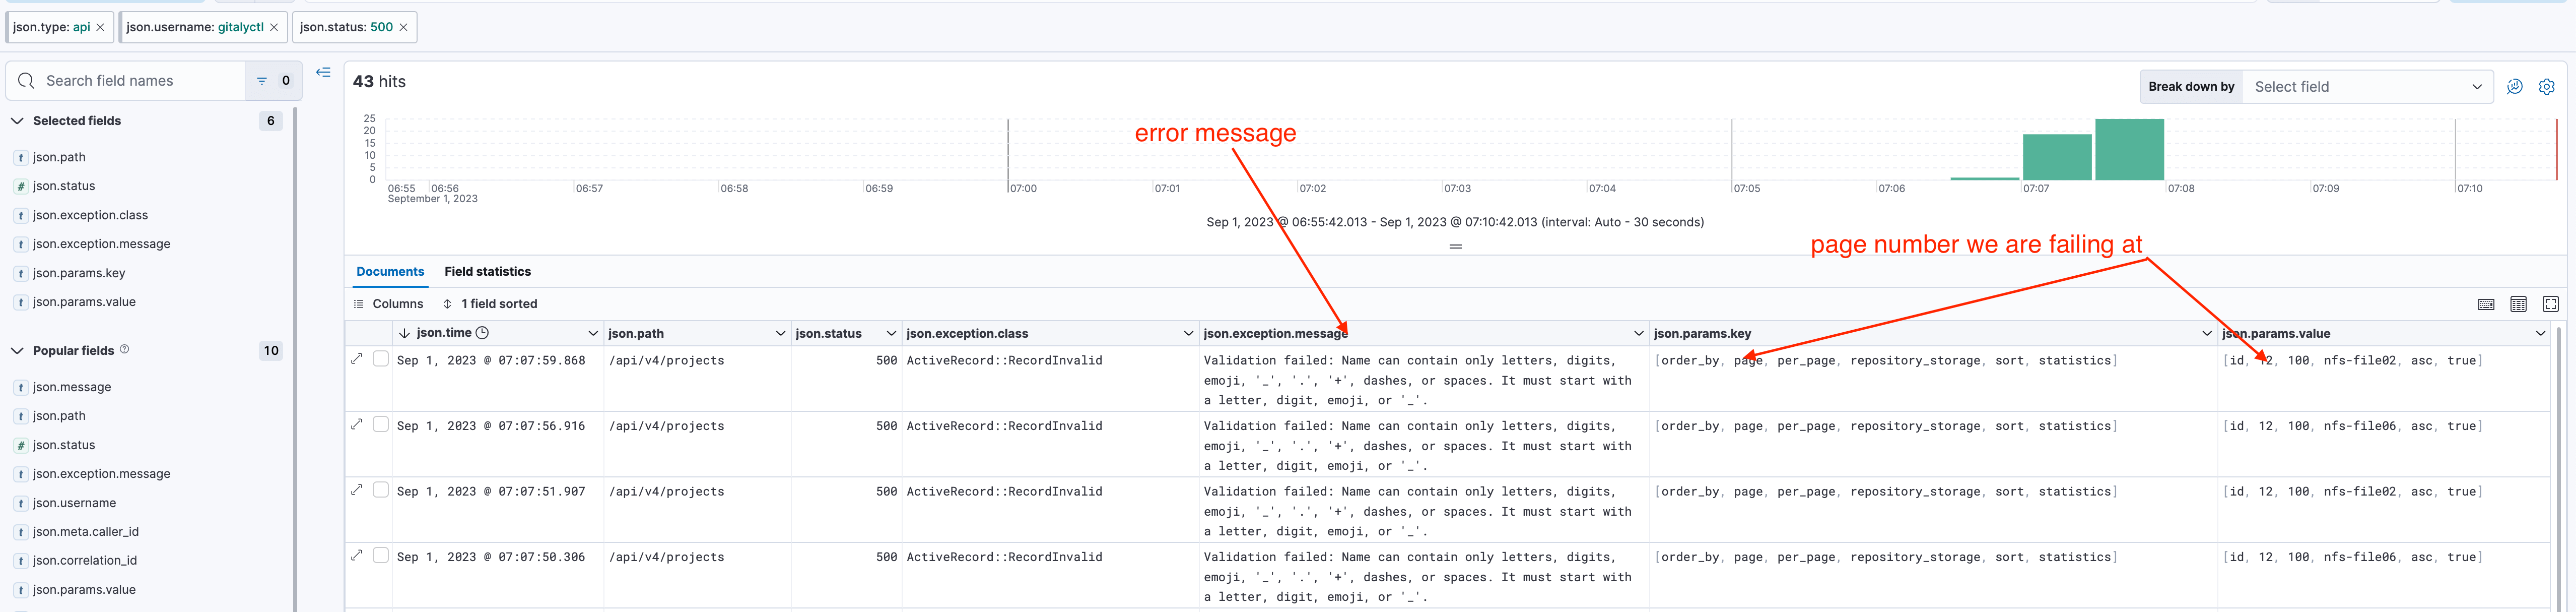 json.type: api
json.username: gitalyctl
json.status: 500
Search field names
0
Selected fields 6
json.path
json.status
json.exception.class
json.exception.message
json.params.key
json.params.value
Popular fields 10
json.message
json.path
json.status
json.exception.message
json.username
json.meta.caller_id
json.correlation_id
json.params.value
43 hits
Break down by Select field
25
20
15
10
5
0
06:55 06:56 06:57 06:58 06:59 07:00 07:01 07:02 07:03 07:04 07:05 07:06 07:07 07:08 07:09 07:10
September 1, 2023
error message
Sep 1, 2023 @ 06:55:42.013 - Sep 1, 2023 @ 07:10:42.013 (interval: Auto - 30 seconds)
page number we are failing at
Documents Field statistics
Columns 1 field sorted
json.time json.path json.status json.exception.class json.exception.message json.params.key json.params.value
Sep 1, 2023 @ 07:07:59.868 /api/v4/projects 500 ActiveRecord::RecordInvalid Validation failed: Name can contain only letters, digits, [order_by, page, per_page, repository_storage, sort, statistics] [id, 12, 100, nfs-file02, asc, true]
emoji, '_', '.', '+', dashes, or spaces. It must start with
a letter, digit, emoji, or '_'.
Sep 1, 2023 @ 07:07:56.916 /api/v4/projects 500 ActiveRecord::RecordInvalid Validation failed: Name can contain only letters, digits, [order_by, page, per_page, repository_storage, sort, statistics] [id, 12, 100, nfs-file06, asc, true]
emoji, '_', '.', '+', dashes, or spaces. It must start with
a letter, digit, emoji, or '_'.
Sep 1, 2023 @ 07:07:51.907 /api/v4/projects 500 ActiveRecord::RecordInvalid Validation failed: Name can contain only letters, digits, [order_by, page, per_page, repository_storage, sort, statistics] [id, 12, 100, nfs-file02, asc, true]
emoji, '_', '.', '+', dashes, or spaces. It must start with
a letter, digit, emoji, or '_'.
Sep 1, 2023 @ 07:07:50.306 /api/v4/projects 500 ActiveRecord::RecordInvalid Validation failed: Name can contain only letters, digits, [order_by, page, per_page, repository_storage, sort, statistics] [id, 12, 100, nfs-file06, asc, true]
emoji, '_', '.', '+', dashes, or spaces. It must start with
a letter, digit, emoji, or '_'.